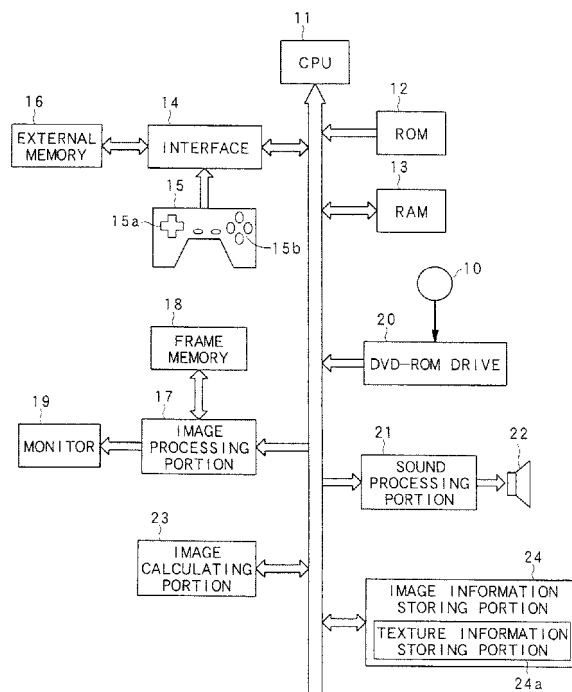 11
CPU
16
EXTERNAL
MEMORY
14
INTERFACE
12
ROM
13
RAM
15
15a
15b
10
18
FRAME
MEMORY
20
DVD-ROM DRIVE
19
MONITOR
17
IMAGE
PROCESSING
PORTION
21
SOUND
PROCESSING
PORTION
22
23
IMAGE
CALCULATING
PORTION
24
IMAGE INFORMATION
STORING PORTION
TEXTURE INFORMATION
STORING PORTION
24a